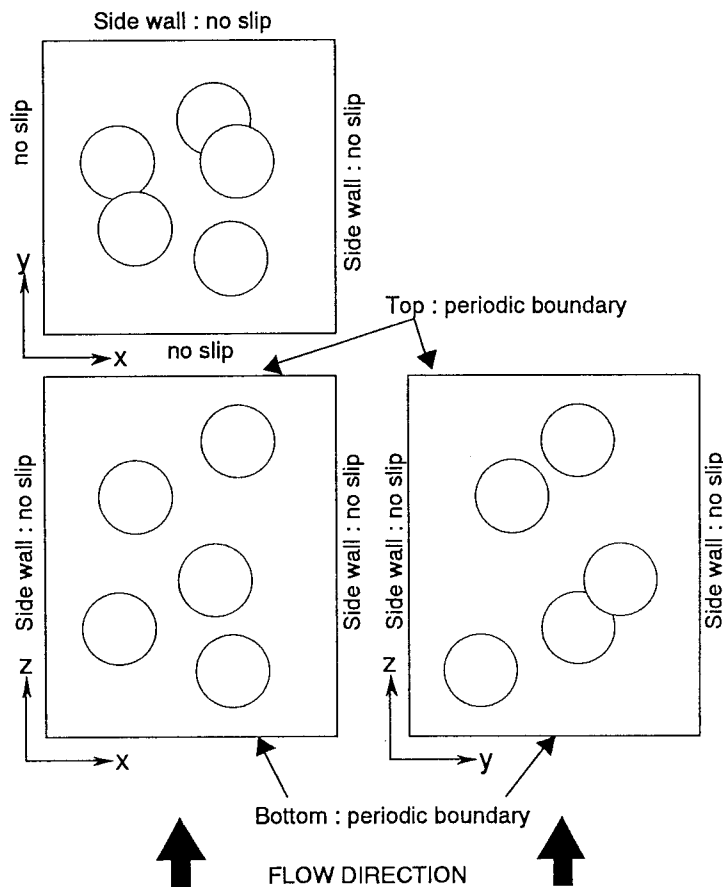 Side wall : no slip
no slip
Side wall : no slip
y
x
no slip
Top : periodic boundary
Side wall : no slip
Side wall : no slip
Side wall : no slip
Side wall : no slip
z
x
z
y
Bottom : periodic boundary
FLOW DIRECTION